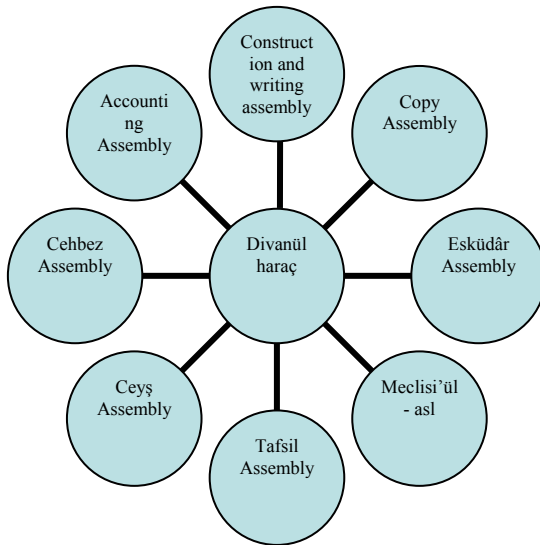 Construct
ion and
writing
assembly
Accounti
ng
Assembly
Copy
Assembly
Cehbez
Assembly
Divanül
haraç
Esküdâr
Assembly
Ceyş
Assembly
Meclisi’ül
- asl
Tafsil
Assembly